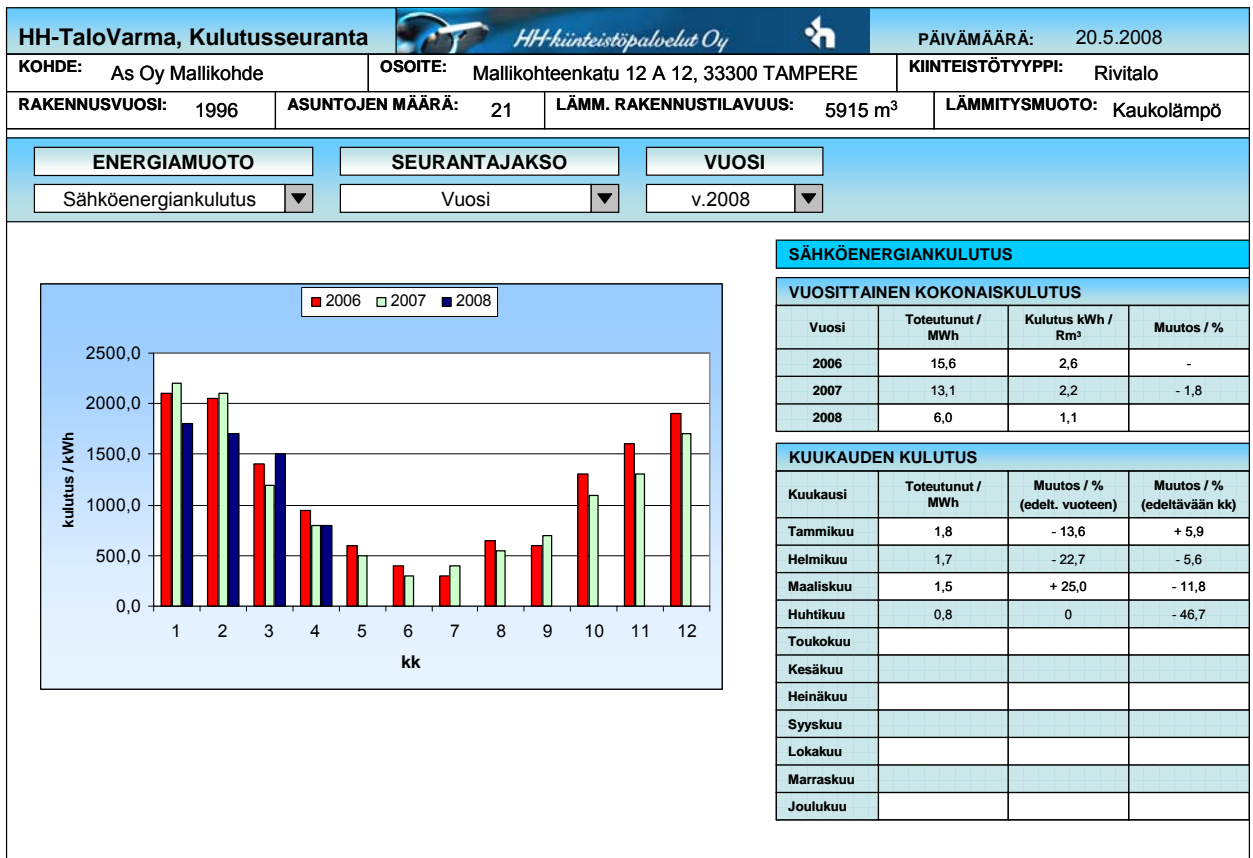 HH-TaloVarma, Kulutusseuranta HH-kiinteistöpalvelut Oy h PÄIVÄMÄÄRÄ: 20.5.2008
KOHDE: As Oy Mallikohde OSOITE: Mallikohteenkatu 12 A 12, 33300 TAMPERE KIINTEISTÖTYYPPI: Rivitalo
RAKENNUSVUOSI: 1996 ASUNTOJEN MÄÄRÄ: 21 LÄMM. RAKENNUSTILAVUUS: 5915 m³ LÄMMITYSMUOTO: Kaukolämpö
ENERGIAMUOTO SEURANTAJAKSO VUOSI
Sähköenergiankulutus Vuosi v.2008
2006 2007 2008
kulutus / kWh
2500,0
2000,0
1500,0
1000,0
500,0
0,0
1 2 3 4 5 6 7 8 9 10 11 12
kk
SÄHKÖENERGIANKULUTUS
VUOSITTAINEN KOKONAISKULUTUS
Vuosi Toteutunut / MWh Kulutus kWh / Rm³ Muutos / %
2006 15,6 2,6 -
2007 13,1 2,2 - 1,8
2008 6,0 1,1
KUUKAUDEN KULUTUS
Kuukausi Toteutunut / MWh Muutos / % (edelt. vuoteen) Muutos / % (edeltävään kk)
Tammikuu 1,8 - 13,6 + 5,9
Helmikuu 1,7 - 22,7 - 5,6
Maaliskuu 1,5 + 25,0 - 11,8
Huhtikuu 0,8 0 - 46,7
Toukokuu
Kesäkuu
Heinäkuu
Syyskuu
Lokakuu
Marraskuu
Joulukuu